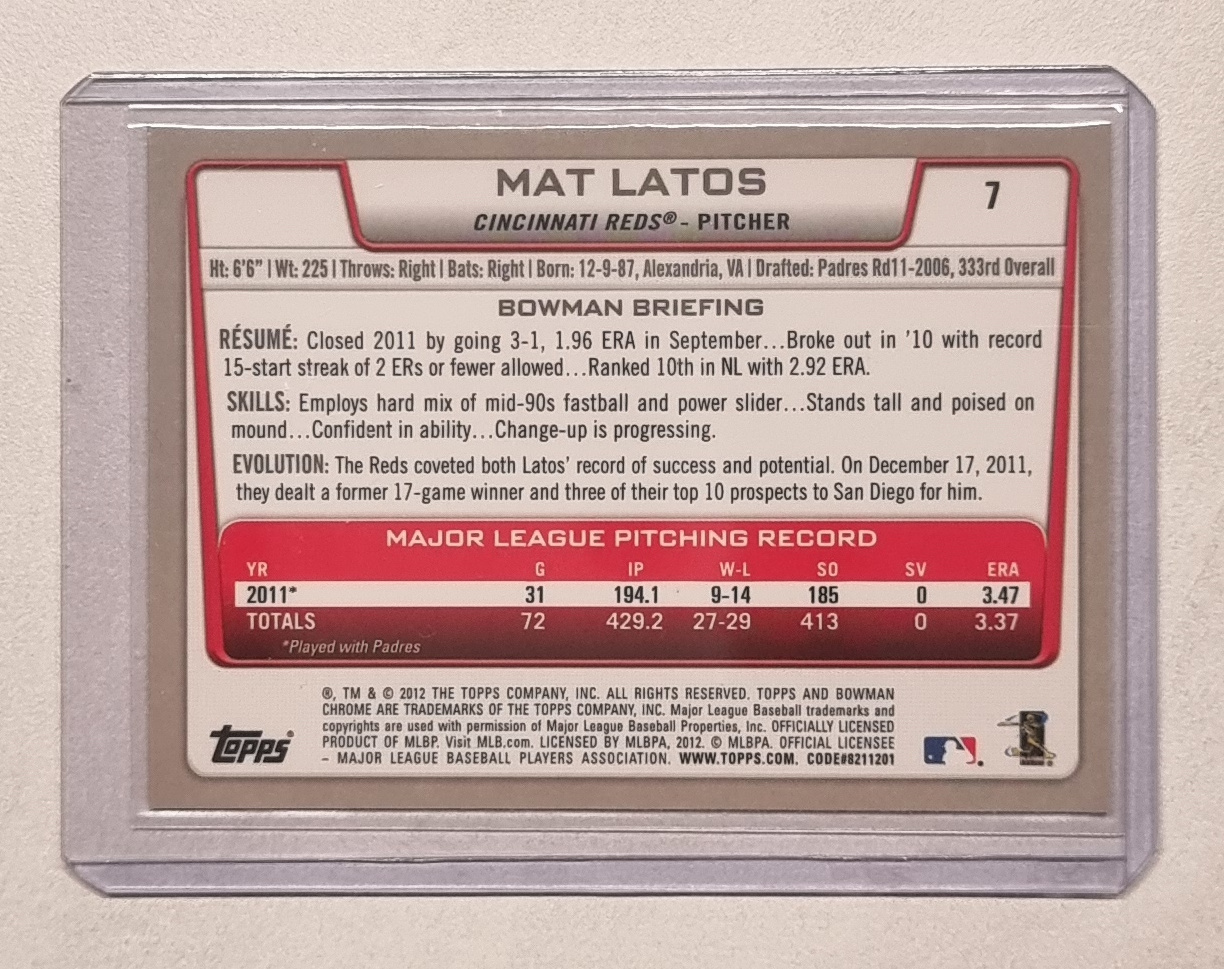 MAT LATOS
7
CINCINNATI REDS® - PITCHER
Ht: 6'6" | Wt: 225 | Throws: Right | Bats: Right | Born: 12-9-87, Alexandria, VA | Drafted: Padres Rd11-2006, 333rd Overall
BOWMAN BRIEFING
RÉSUMÉ: Closed 2011 by going 3-1, 1.96 ERA in September...Broke out in '10 with record
15-start streak of 2 ERs or fewer allowed...Ranked 10th in NL with 2.92 ERA.
SKILLS: Employs hard mix of mid-90s fastball and power slider...Stands tall and poised on
mound...Confident in ability...Change-up is progressing.
EVOLUTION: The Reds coveted both Latos' record of success and potential. On December 17, 2011,
they dealt a former 17-game winner and three of their top 10 prospects to San Diego for him.
MAJOR LEAGUE PITCHING RECORD
YR G IP W-L SO SV ERA
2011* 31 194.1 9-14 185 0 3.47
TOTALS 72 429.2 27-29 413 0 3.37
*Played with Padres
®, TM & © 2012 THE TOPPS COMPANY, INC. ALL RIGHTS RESERVED. TOPPS AND BOWMAN
CHROME ARE TRADEMARKS OF THE TOPPS COMPANY, INC. Major League Baseball trademarks and
copyrights are used with permission of Major League Baseball Properties, Inc. OFFICIALLY LICENSED
PRODUCT OF MLBP. Visit MLB.com. LICENSED BY MLBPA, 2012. © MLBPA. OFFICIAL LICENSEE
– MAJOR LEAGUE BASEBALL PLAYERS ASSOCIATION. WWW.TOPPS.COM. CODE#8211201
topps®